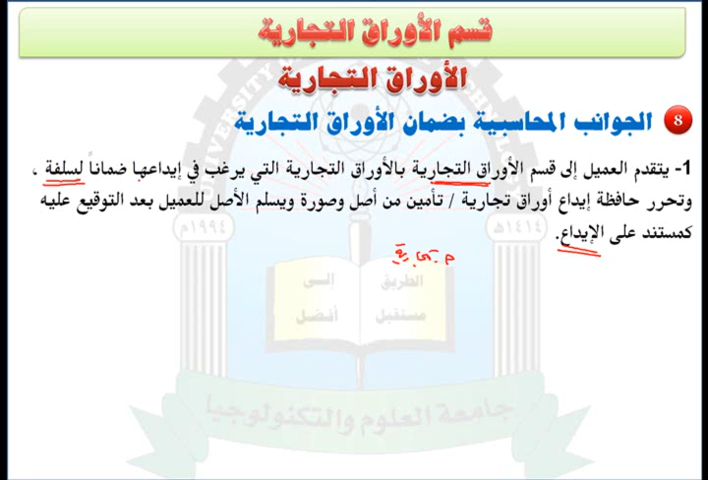 قسم الأوراق التجارية
الأوراق التجارية
8 الجوانب المحاسبية بضمان الأوراق التجارية
1- يتقدم العميل إلى قسم الأوراق التجارية بالأوراق التجارية التي يرغب في إيداعها ضماناً لسلفة ،
وتحرر حافظة إيداع أوراق تجارية / تأمين من أصل وصورة ويسلم الأصل للعميل بعد التوقيع عليه
كمستند على الإيداع.
١٩٩٤م
١٤١٤هـ
الطريق إلى
مستقبل أفضل
جامعة العلوم والتكنولوجيا